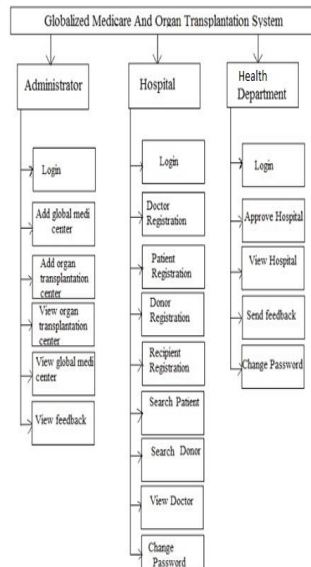 Globalized Medicare And Organ Transplantation System
Administrator
Login
Add global medi
center
Add organ
transplantation
center
View organ
transplantation
center
View global medi
center
View feedback
Hospital
Login
Doctor
Registration
Patient
Registration
Donor
Registration
Recipient
Registration
Search Patient
Search Donor
View Doctor
Change
Password
Health
Department
Login
Approve Hospital
View Hospital
Send feedback
Change Password